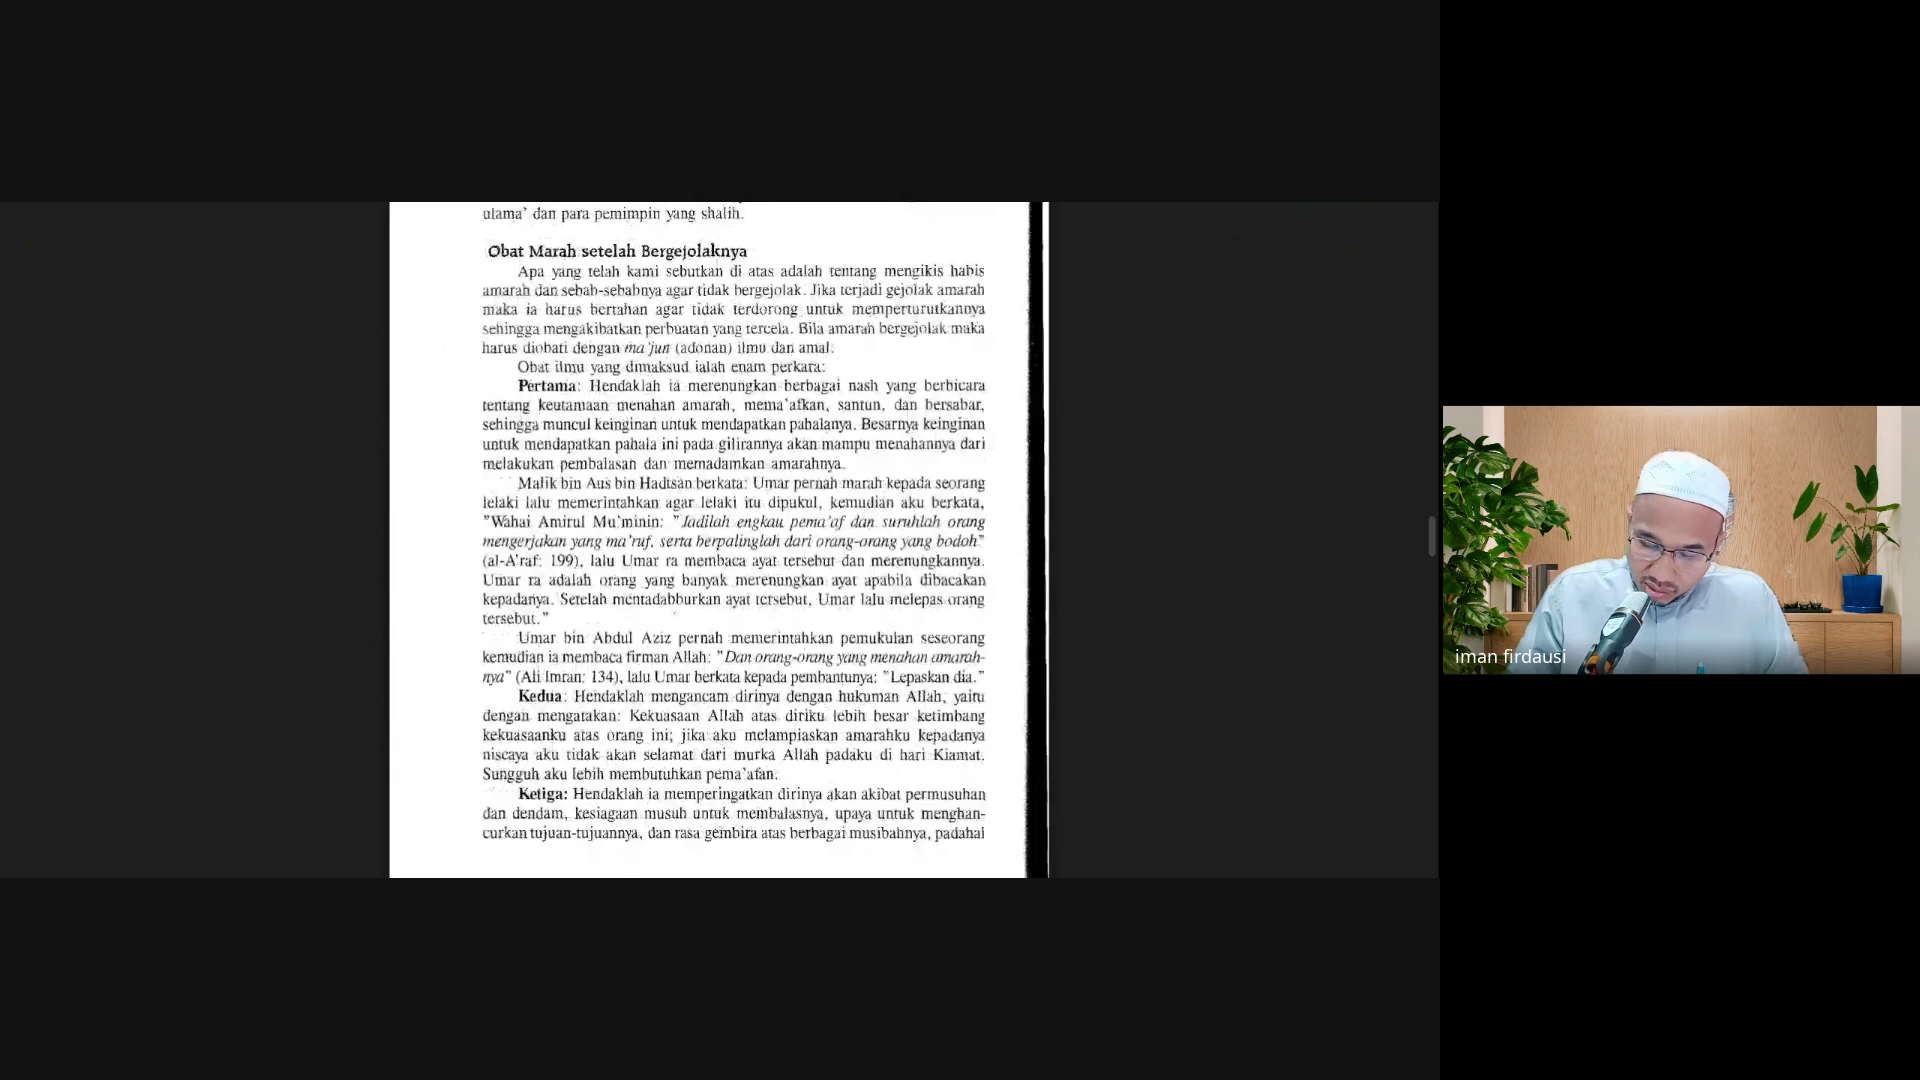 ulama' dan para pemimpin yang shalih.
Obat Marah setelah Bergejolaknya
Apa yang telah kami sebutkan di atas adalah tentang mengikis habis
amarah dan sebab-sebabnya agar tidak bergejolak. Jika terjadi gejolak amarah
maka ia harus bertahan agar tidak terdorong untuk memperturutkannya
sehingga mengakibatkan perbuatan yang tercela. Bila amarah bergejolak maka
harus diobati dengan ma'jun (adonan) ilmu dan amal.
Obat ilmu yang dimaksud ialah enam perkara:
Pertama: Hendaklah ia merenungkan berbagai nash yang berbicara
tentang keutamaan menahan amarah, mema'afkan, santun, dan bersabar,
sehingga muncul keinginan untuk mendapatkan pahalanya. Besarnya keinginan
untuk mendapatkan pahala ini pada gilirannya akan mampu menahannya dari
melakukan pembalasan dan memadamkan amarahnya.
Malik bin Aus bin Hadtsan berkata: Umar pernah marah kepada seorang
lelaki lalu memerintahkan agar lelaki itu dipukul, kemudian aku berkata,
"Wahai Amirul Mu'minin: "Jadilah engkau pema'af dan suruhlah orang
mengerjakan yang ma'ruf, serta berpalinglah dari orang-orang yang bodoh"
(al-A'raf: 199), lalu Umar ra membaca ayat tersebut dan merenungkannya.
Umar ra adalah orang yang banyak merenungkan ayat apabila dibacakan
kepadanya. Setelah mentadabburkan ayat tersebut, Umar lalu melepas orang
tersebut."
Umar bin Abdul Aziz pernah memerintahkan pemukulan seseorang
kemudian ia membaca firman Allah: "Dan orang-orang yang menahan amarah-
nya" (Ali Imran: 134), lalu Umar berkata kepada pembantunya: "Lepaskan dia."
Kedua: Hendaklah mengancam dirinya dengan hukuman Allah, yaitu
dengan mengatakan: Kekuasaan Allah atas diriku lebih besar ketimbang
kekuasaanku atas orang ini; jika aku melampiaskan amarahku kepadanya
niscaya aku tidak akan selamat dari murka Allah padaku di hari Kiamat.
Sungguh aku lebih membutuhkan pema'afan.
Ketiga: Hendaklah ia memperingatkan dirinya akan akibat permusuhan
dan dendam, kesiagaan musuh untuk membalasnya, upaya untuk menghan-
curkan tujuan-tujuannya, dan rasa gembira atas berbagai musibahnya, padahal
iman firdausi